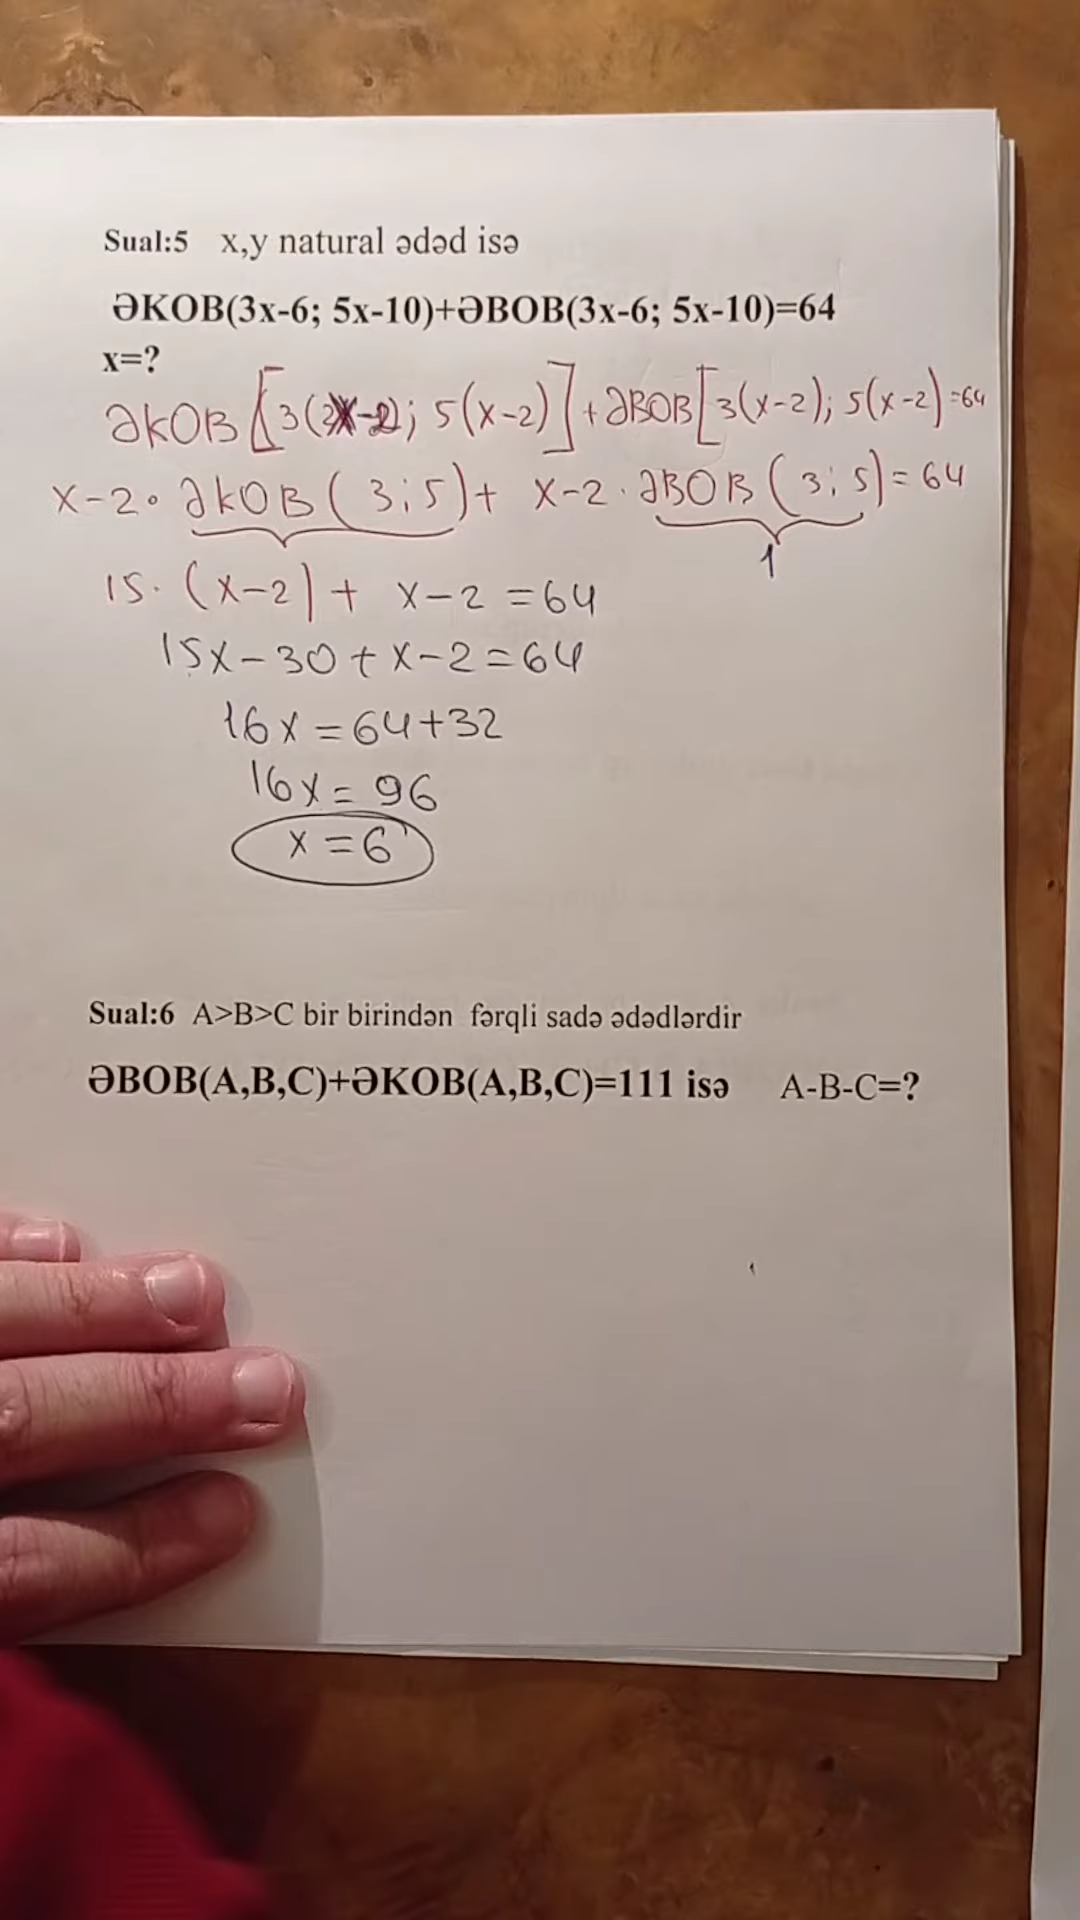 Sual:5 x,y natural ədəd isə
ƏKOB(3x-6; 5x-10)+ƏBOB(3x-6; 5x-10)=64
x=?
ƏKOB[3(x-2); 5(x-2)]+ƏBOB[3(x-2); 5(x-2)=64
x-2·ƏKOB(3;5)+ x-2·ƏBOB(3;5)=64
1
15·(x-2)+ x-2=64
15x-30+x-2=64
16x=64+32
16x=96
x=6
Sual:6 A>B>C bir birindən fərqli sadə ədədlərdir
ƏBOB(A,B,C)+ƏKOB(A,B,C)=111 isə A-B-C=?